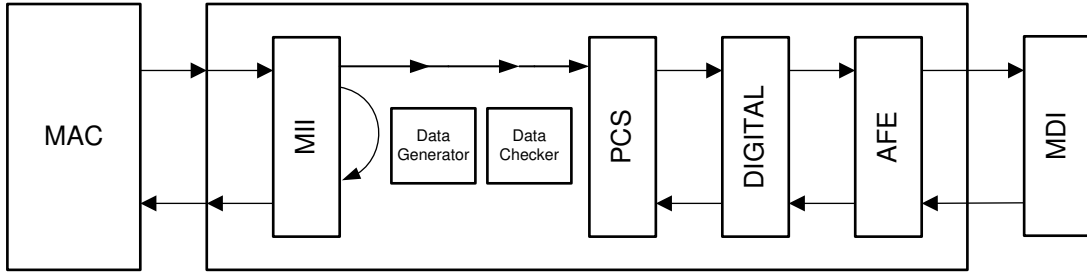 MAC
MII
Data
Generator
Data
Checker
PCS
DIGITAL
AFE
MDI